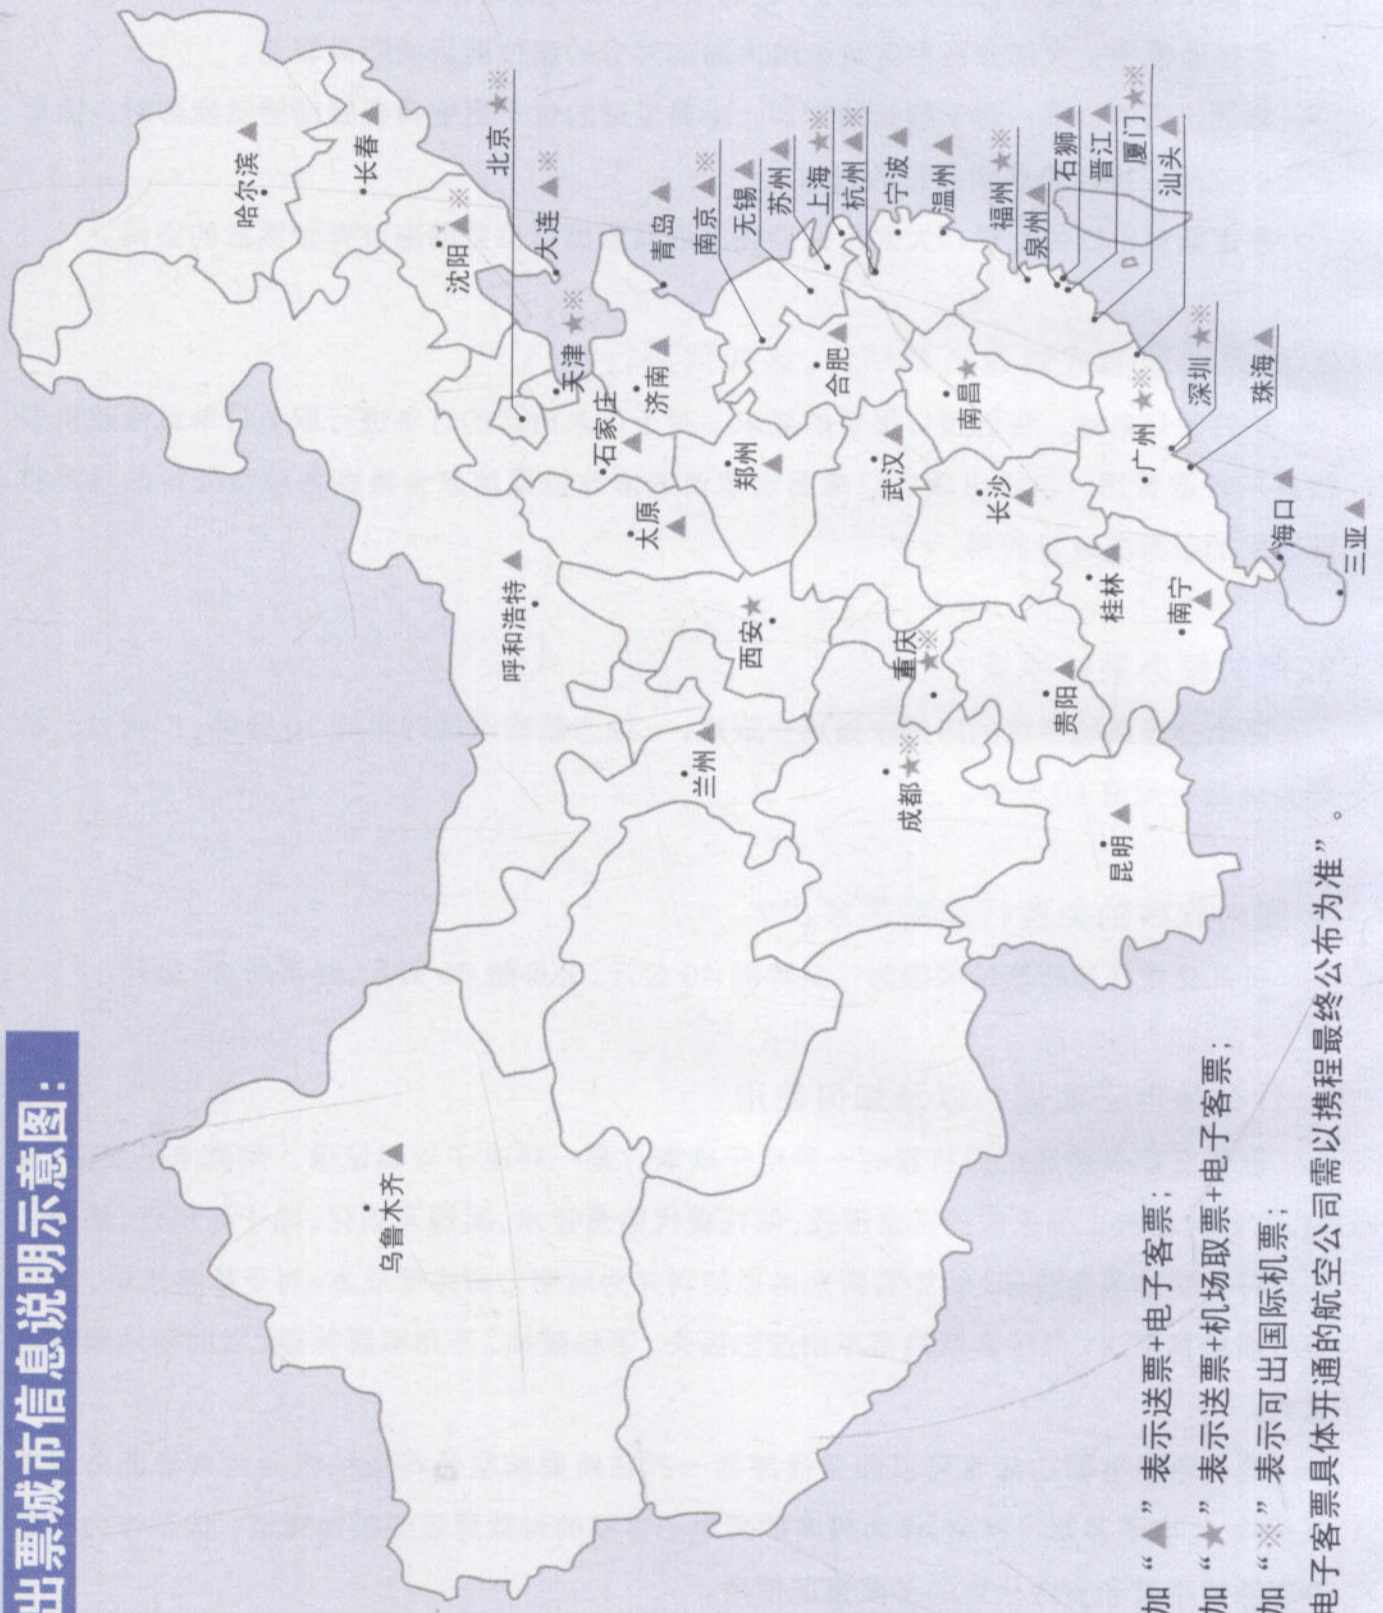 出票城市信息说明示意图：
哈尔滨▲
长春▲
沈阳▲※
北京★※
大连▲※
天津★※
青岛▲
济南▲
石家庄▲
太原▲
呼和浩特▲
郑州▲
南京▲※
无锡▲
苏州▲
上海★※
杭州▲※
宁波▲
温州▲
合肥▲
南昌★
武汉▲
长沙▲
福州★※
泉州▲
石狮▲
晋江▲
厦门★※
汕头▲
广州★※
深圳★※
珠海▲
海口▲
三亚▲
桂林▲
南宁▲
西安★
重庆★※
贵阳▲
兰州▲
成都★※
昆明▲
乌鲁木齐▲
加“▲”表示送票+电子客票；
加“★”表示送票+机场取票+电子客票；
加“※”表示可出国际机票；
电子客票具体开通的航空公司需以携程最终公布为准”。